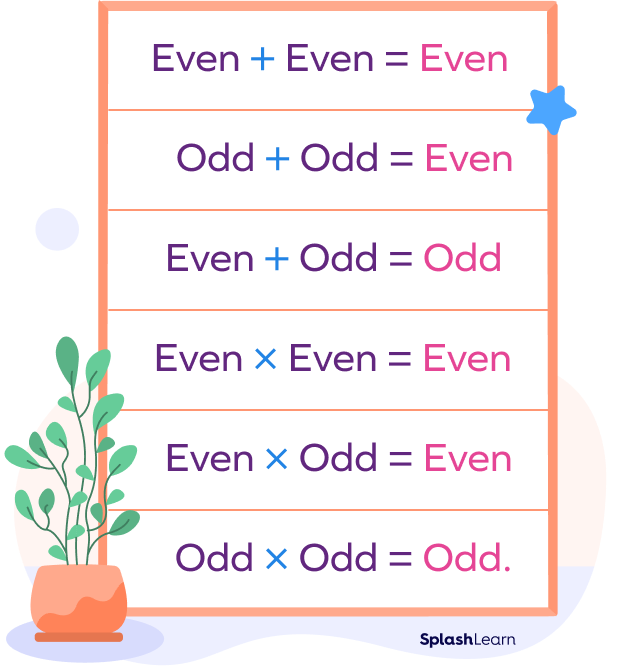 Even + Even = Even
Odd + Odd = Even
Even + Odd = Odd
Even × Even = Even
Even × Odd = Even
Odd × Odd = Odd.
SplashLearn